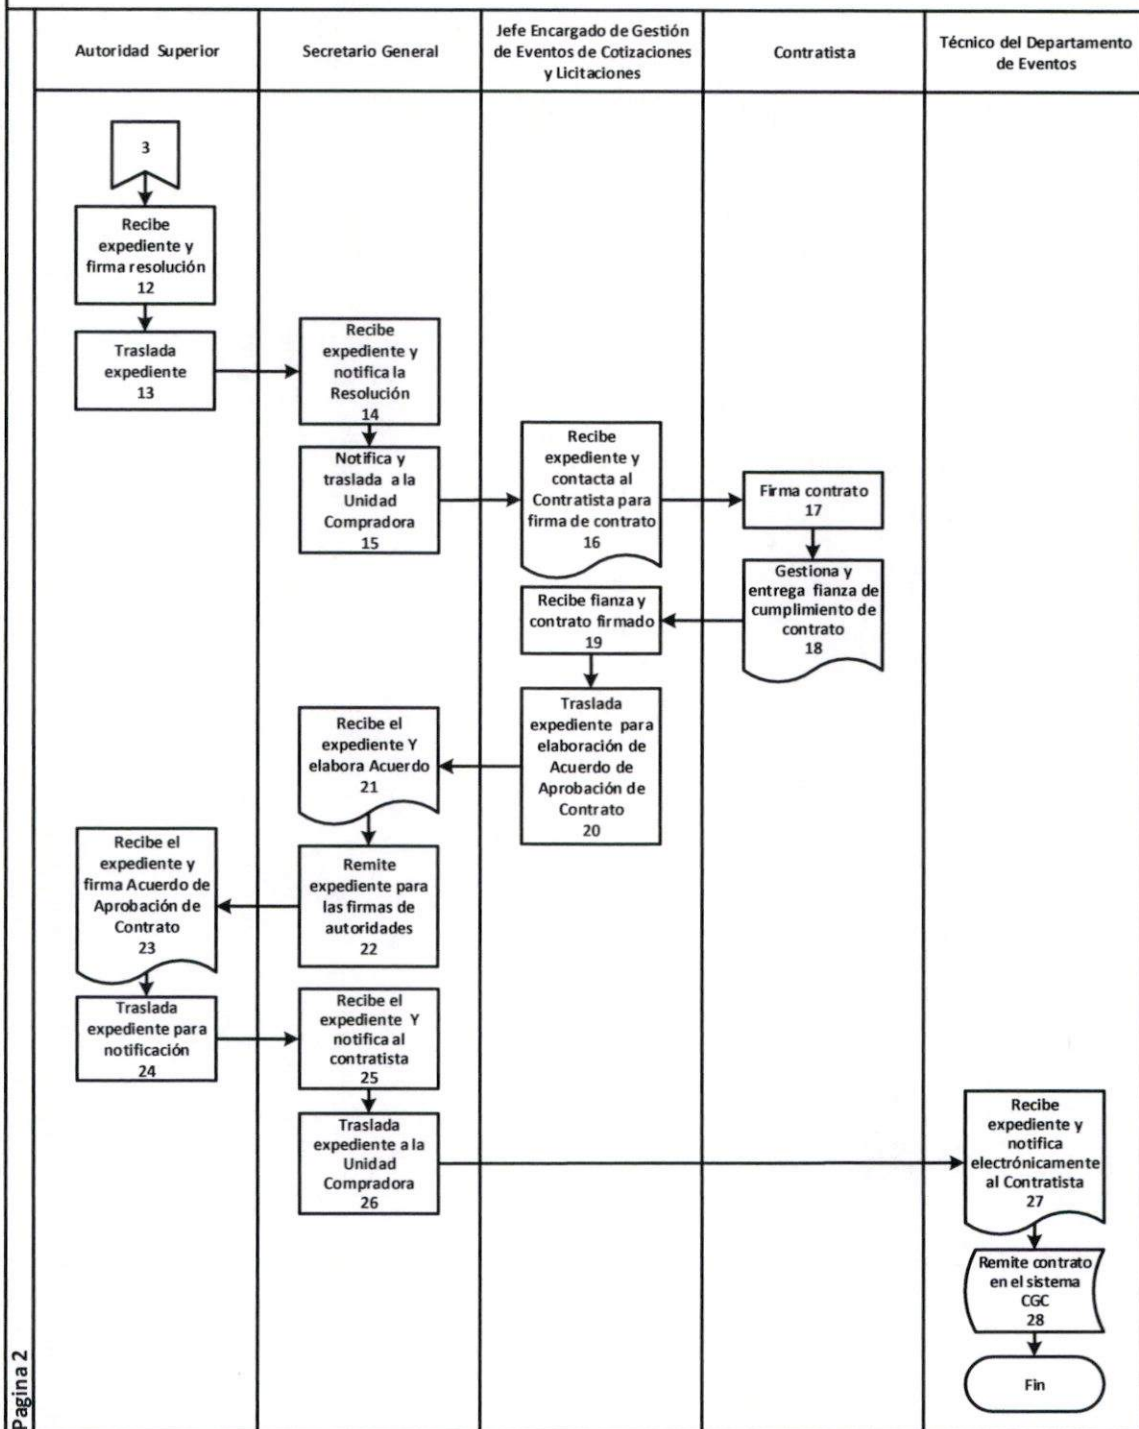 Autoridad Superior
Secretario General
Jefe Encargado de Gestión
de Eventos de Cotizaciones
y Licitaciones
Contratista
Técnico del Departamento
de Eventos
3
Recibe
expediente y
firma resolución
12
Traslada
expediente
13
Recibe
expediente y
notifica la
Resolución
14
Notifica y
traslada a la
Unidad
Compradora
15
Recibe
expediente y
contacta al
Contratista para
firma de contrato
16
Firma contrato
17
Gestiona y
entrega fianza de
cumplimiento de
contrato
18
Recibe fianza y
contrato firmado
19
Traslada
expediente para
elaboración de
Acuerdo de
Aprobación de
Contrato
20
Recibe el
expediente Y
elabora Acuerdo
21
Remite
expediente para
las firmas de
autoridades
22
Recibe el
expediente y
firma Acuerdo de
Aprobación de
Contrato
23
Traslada
expediente para
notificación
24
Recibe el
expediente Y
notifica al
contratista
25
Traslada
expediente a la
Unidad
Compradora
26
Recibe
expediente y
notifica
electrónicamente
al Contratista
27
Remite contrato
en el sistema
CGC
28
Fin
Pagina 2